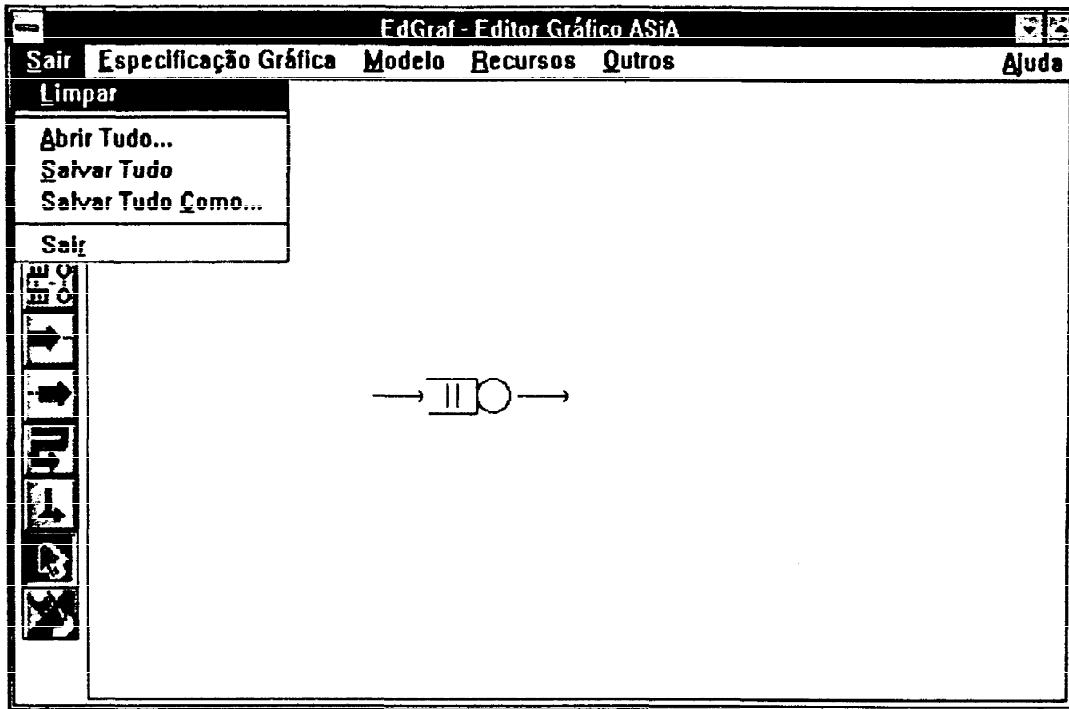 EdGraf - Editor Gráfico ASiA
Sair Especificação Gráfica Modelo Recursos Outros Ajuda
Limpar
Abrir Tudo...
Salvar Tudo
Salvar Tudo Como...
Sair